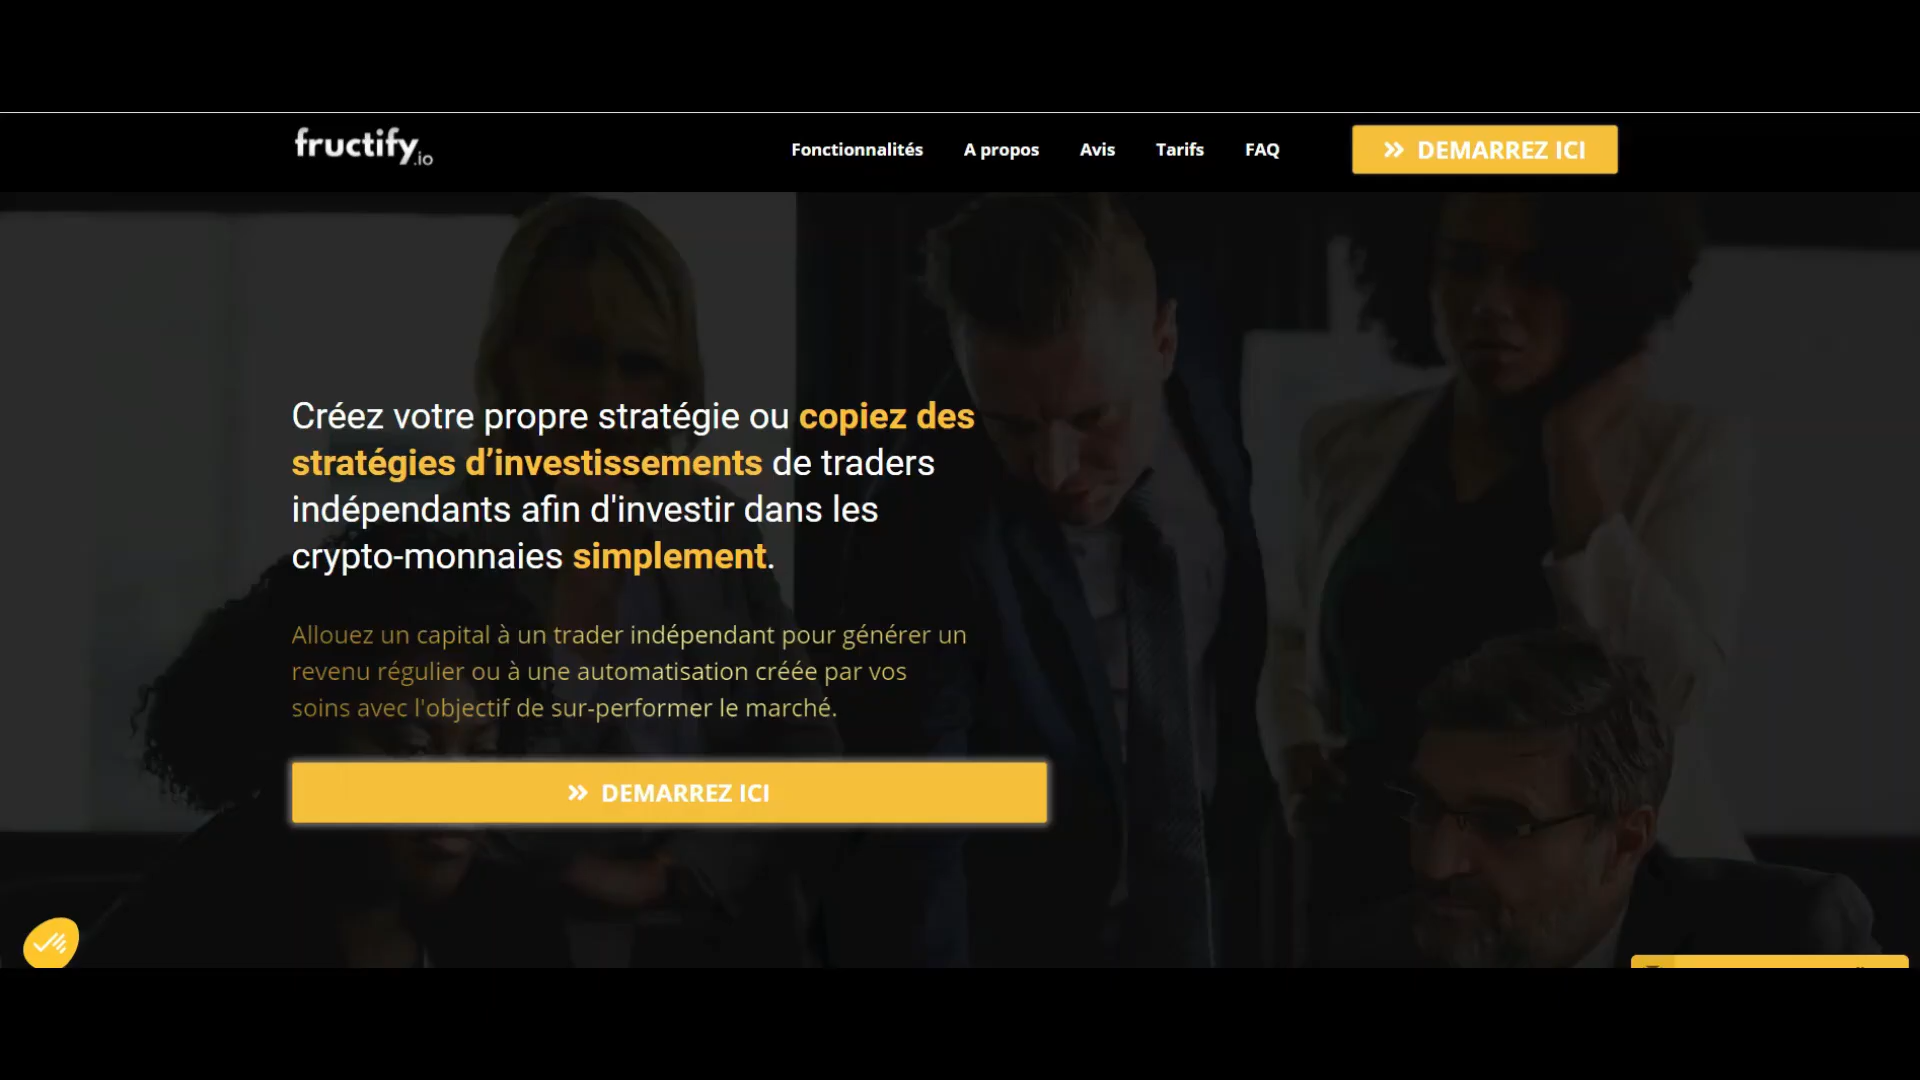 fructify.io
Fonctionnalités
A propos
Avis
Tarifs
FAQ
DEMARREZ ICI
Créez votre propre stratégie ou copiez des
stratégies d’investissements de traders
indépendants afin d'investir dans les
crypto-monnaies simplement.
Allouez un capital à un trader indépendant pour générer un
revenu régulier ou à une automatisation créée par vos
soins avec l'objectif de sur-performer le marché.
DEMARREZ ICI